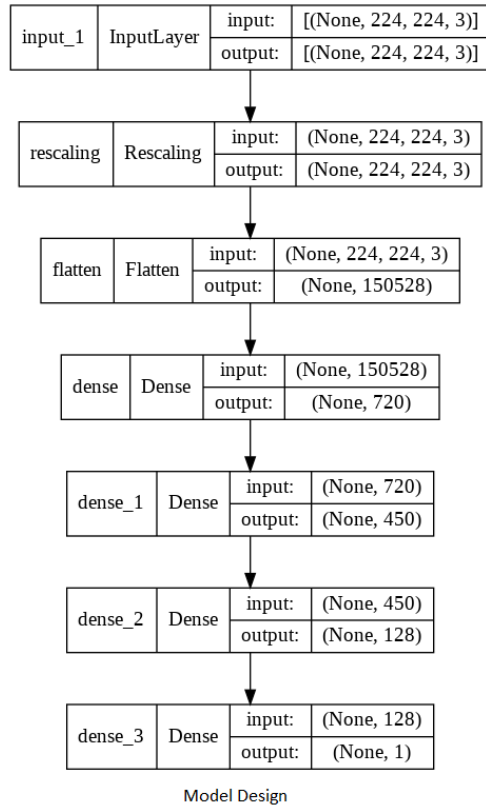 input_1 InputLayer input: [(None, 224, 224, 3)]
output: [(None, 224, 224, 3)]
rescaling Rescaling input: (None, 224, 224, 3)
output: (None, 224, 224, 3)
flatten Flatten input: (None, 224, 224, 3)
output: (None, 150528)
dense Dense input: (None, 150528)
output: (None, 720)
dense_1 Dense input: (None, 720)
output: (None, 450)
dense_2 Dense input: (None, 450)
output: (None, 128)
dense_3 Dense input: (None, 128)
output: (None, 1)
Model Design